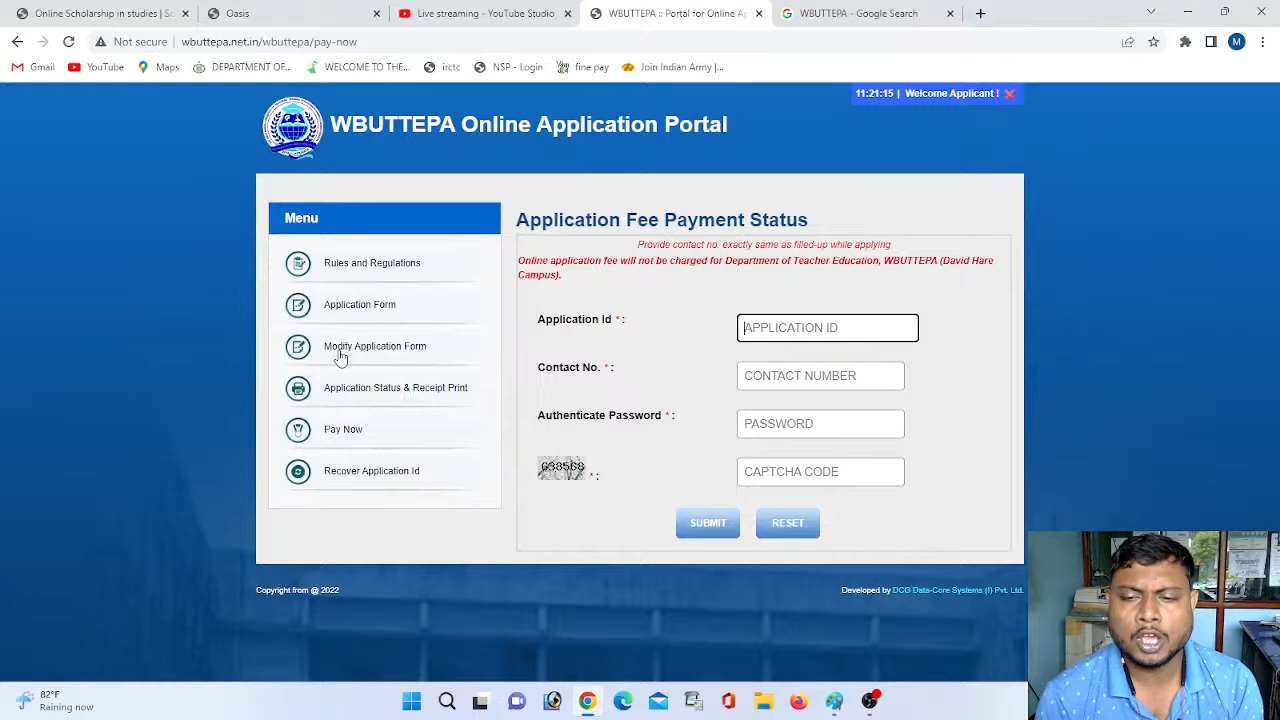 Online Scholarship in studies | Sc
Oasis
Live streaming - YouTube Studio
WBUTTEPA :: Portal for Online Ap
WBUTTEPA - Google Search
Not secure | wbuttepa.net.in/wbuttepa/pay-now
M
Gmail
YouTube
Maps
DEPARTMENT OF...
WELCOME TO THE...
irctc
NSP - Login
fine pay
Join Indian Army |...
11:21:15 | Welcome Applicant !
WBUTTEPA Online Application Portal
Menu
Rules and Regulations
Application Form
Modify Application Form
Application Status & Receipt Print
Pay Now
Recover Application Id
Application Fee Payment Status
Provide contact no. exactly same as filled-up while applying
Online application fee will not be charged for Department of Teacher Education, WBUTTEPA (David Hare
Campus).
Application Id * :
APPLICATION ID
Contact No. * :
CONTACT NUMBER
Authenticate Password * :
PASSWORD
* :
CAPTCHA CODE
SUBMIT
RESET
Copyright from @ 2022
Developed by DCG Data-Core Systems (I) Pvt. Ltd.
82°F
Raining now